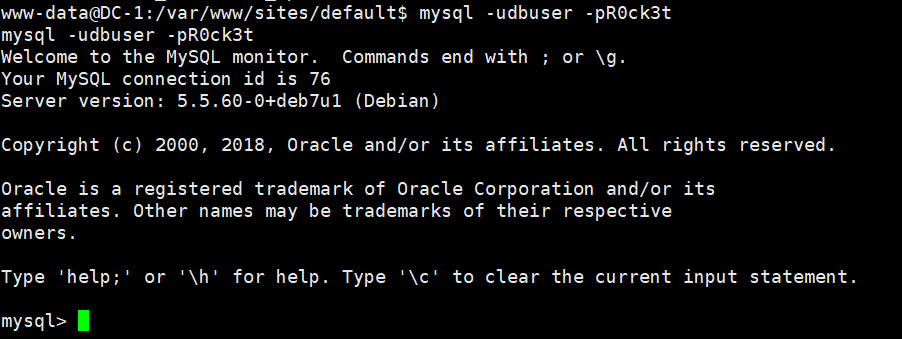 www-data@DC-1:/var/www/sites/default$ mysql -udbuser -pR0ck3t
mysql -udbuser -pR0ck3t
Welcome to the MySQL monitor.  Commands end with ; or \g.
Your MySQL connection id is 76
Server version: 5.5.60-0+deb7u1 (Debian)
Copyright (c) 2000, 2018, Oracle and/or its affiliates. All rights reserved.
Oracle is a registered trademark of Oracle Corporation and/or its
affiliates. Other names may be trademarks of their respective
owners.
Type 'help;' or '\h' for help. Type '\c' to clear the current input statement.
mysql>